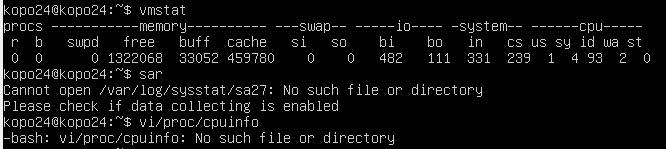 kopo24@kopo24:~$ vmstat
procs -----------memory---------- ---swap-- -----io---- -system-- ------cpu-----
 r  b   swpd   free   buff  cache   si   so    bi    bo   in   cs us sy id wa st
 0  0      0 1322068  33052 459780    0    0   482   111  331  239  1  4 93  2  0
kopo24@kopo24:~$ sar
Cannot open /var/log/sysstat/sa27: No such file or directory
Please check if data collecting is enabled
kopo24@kopo24:~$ vi/proc/cpuinfo
-bash: vi/proc/cpuinfo: No such file or directory